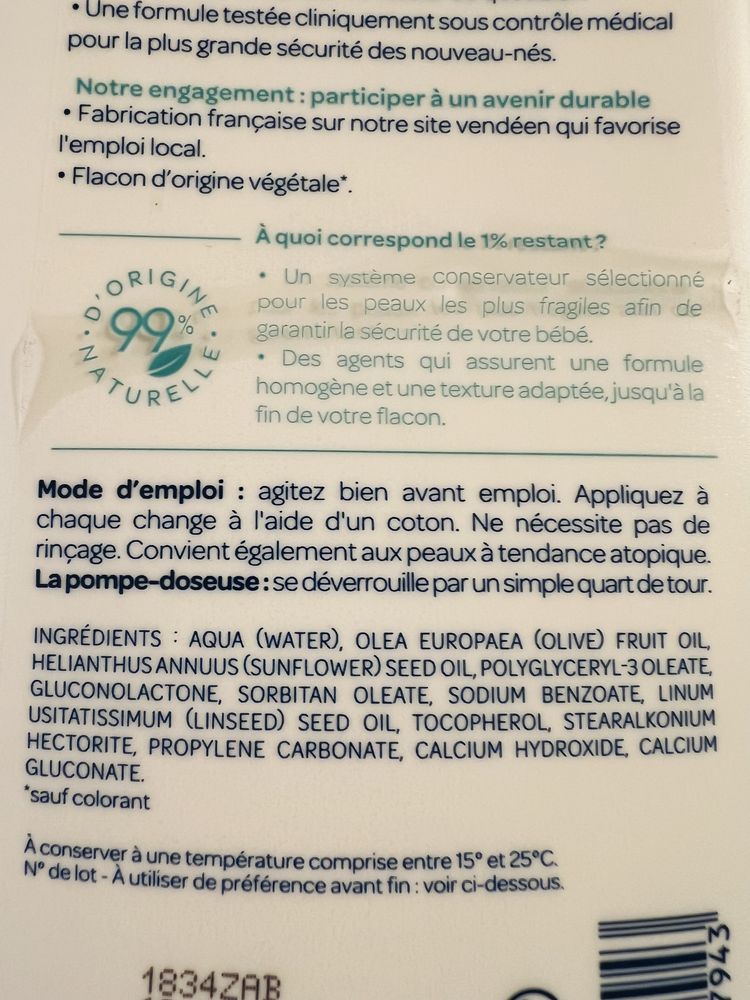 • Une formule testée cliniquement sous contrôle médical
pour la plus grande sécurité des nouveau-nés.
Notre engagement : participer à un avenir durable
• Fabrication française sur notre site vendéen qui favorise
l'emploi local.
• Flacon d'origine végétale*.
À quoi correspond le 1% restant ?
D'ORIGINE
99%
NATURELLE
• Un système conservateur sélectionné
pour les peaux les plus fragiles afin de
garantir la sécurité de votre bébé.
• Des agents qui assurent une formule
homogène et une texture adaptée, jusqu'à la
fin de votre flacon.
Mode d'emploi : agitez bien avant emploi. Appliquez à
chaque change à l'aide d'un coton. Ne nécessite pas de
rinçage. Convient également aux peaux à tendance atopique.
La pompe-doseuse : se déverrouille par un simple quart de tour.
INGRÉDIENTS : AQUA (WATER), OLEA EUROPAEA (OLIVE) FRUIT OIL,
HELIANTHUS ANNUUS (SUNFLOWER) SEED OIL, POLYGLYCERYL-3 OLEATE,
GLUCONOLACTONE, SORBITAN OLEATE, SODIUM BENZOATE, LINUM
USITATISSIMUM (LINSEED) SEED OIL, TOCOPHEROL, STEARALKONIUM
HECTORITE, PROPYLENE CARBONATE, CALCIUM HYDROXIDE, CALCIUM
GLUCONATE.
*sauf colorant
À conserver à une température comprise entre 15° et 25°C.
N° de lot - À utiliser de préférence avant fin : voir ci-dessous.
1834ZAB
7943